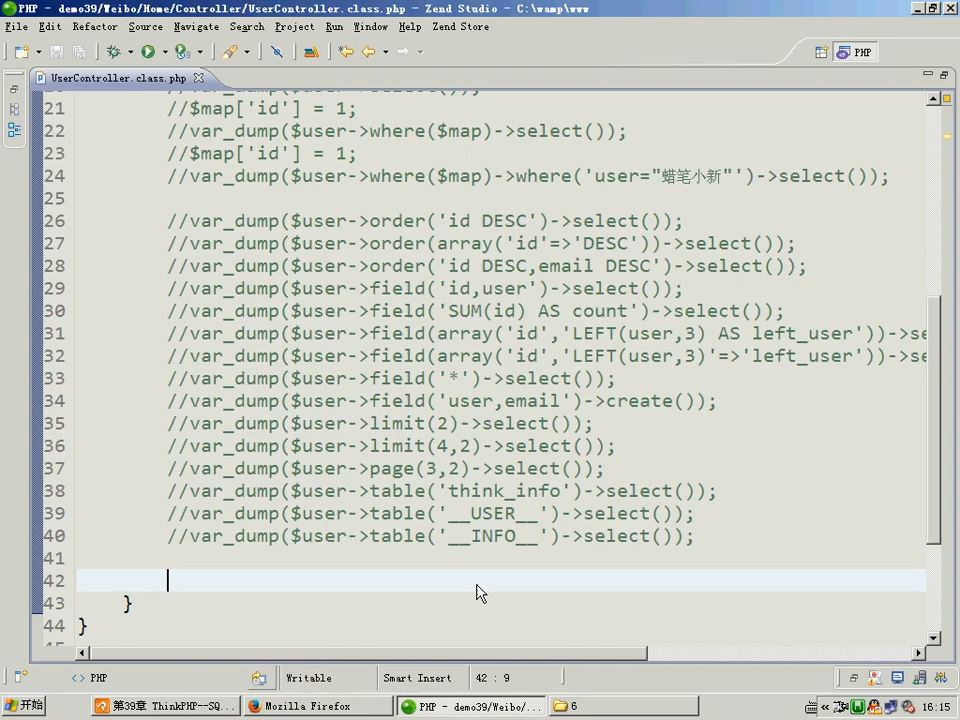 PHP - demo39/Weibo/Home/Controller/UserController.class.php - Zend Studio - C:\wamp\www
File Edit Refactor Source Navigate Search Project Run Window Help Zend Store
PHP
UserController.class.php
21 //$map['id'] = 1;
22 //var_dump($user->where($map)->select());
23 //$map['id'] = 1;
24 //var_dump($user->where($map)->where('user="蜡笔小新"')->select());
25
26 //var_dump($user->order('id DESC')->select());
27 //var_dump($user->order(array('id'=>'DESC'))->select());
28 //var_dump($user->order('id DESC,email DESC')->select());
29 //var_dump($user->field('id,user')->select());
30 //var_dump($user->field('SUM(id) AS count')->select());
31 //var_dump($user->field(array('id','LEFT(user,3) AS left_user'))->se
32 //var_dump($user->field(array('id','LEFT(user,3)'=>'left_user'))->se
33 //var_dump($user->field('*')->select());
34 //var_dump($user->field('user,email')->create());
35 //var_dump($user->limit(2)->select());
36 //var_dump($user->limit(4,2)->select());
37 //var_dump($user->page(3,2)->select());
38 //var_dump($user->table('think_info')->select());
39 //var_dump($user->table('__USER__')->select());
40 //var_dump($user->table('__INFO__')->select());
41
42
43 }
44 }
<> PHP Writable Smart Insert 42 : 9
开始 第39章 ThinkPHP--SQ... Mozilla Firefox PHP - demo39/Weibo/... 6 16:15